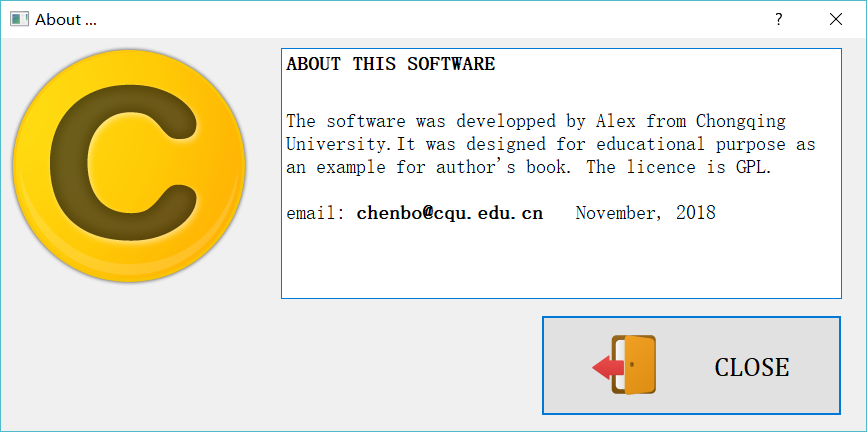 About ...
?
C
ABOUT THIS SOFTWARE
The software was developped by Alex from Chongqing
University.It was designed for educational purpose as
an example for author's book. The licence is GPL.
email: chenbo@cqu.edu.cn   November, 2018
CLOSE